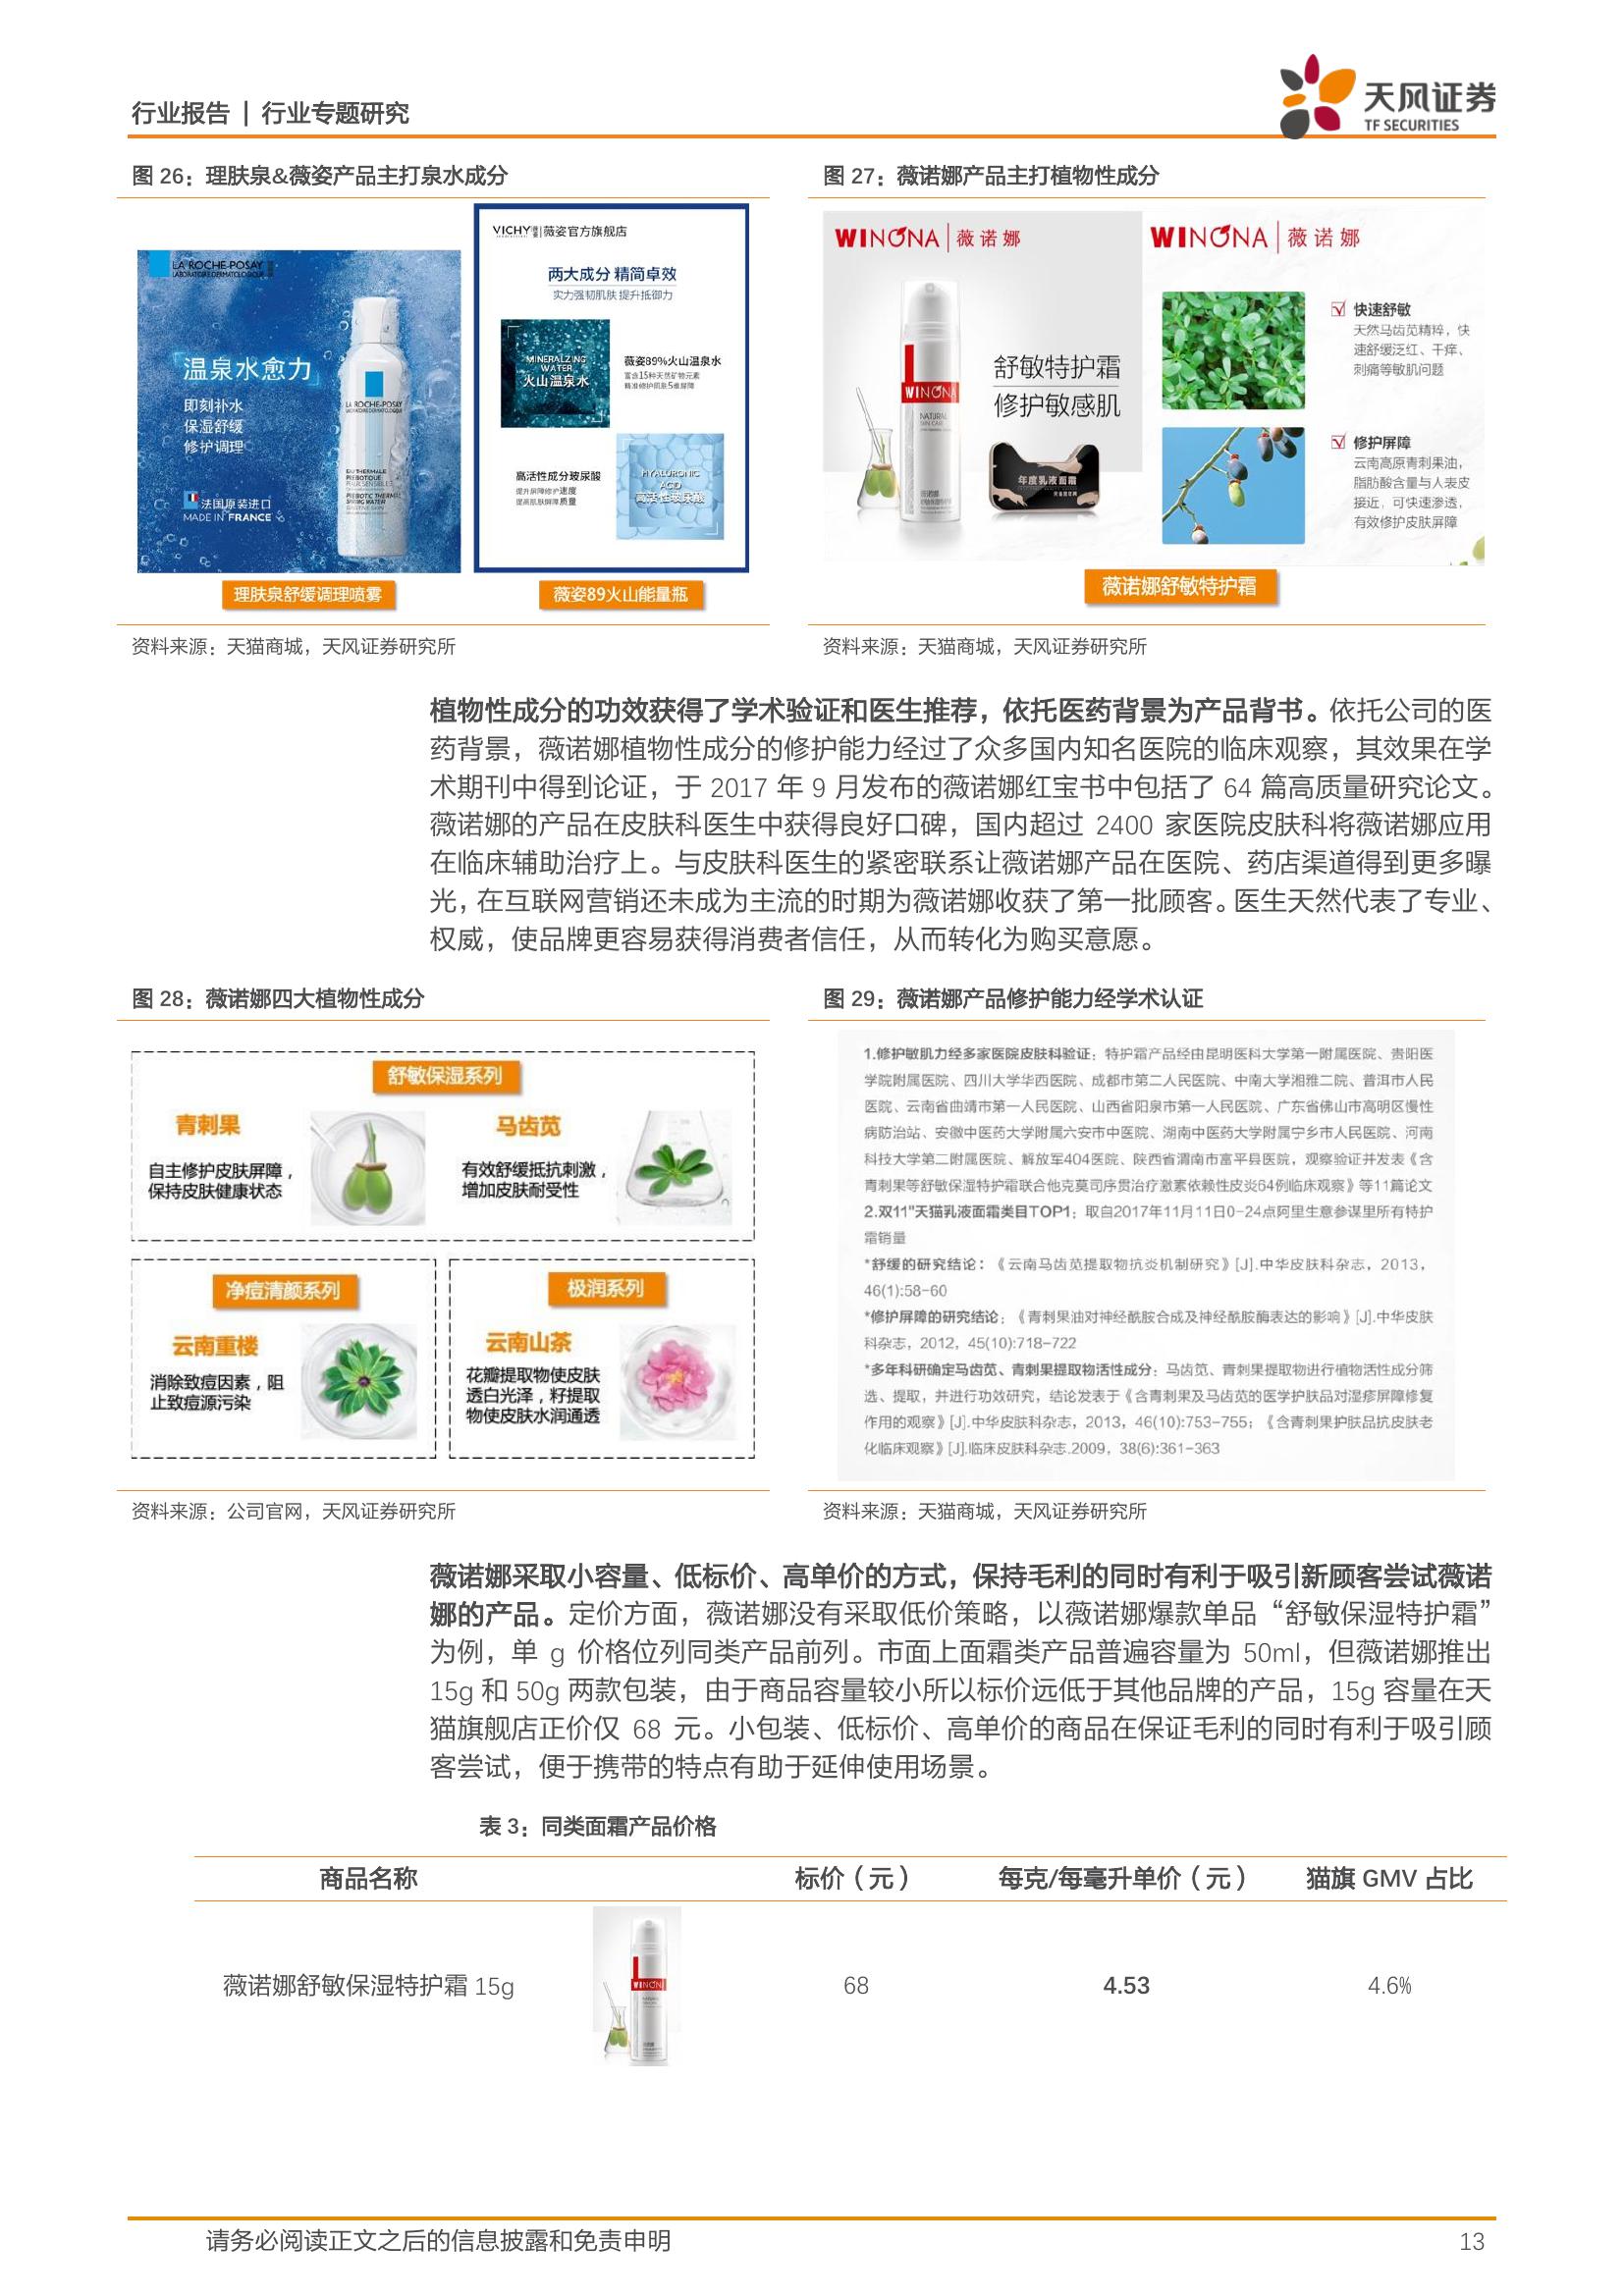 行业报告 | 行业专题研究
天风证券
TF SECURITIES
图 26：理肤泉&薇姿产品主打泉水成分
LA ROCHE-POSAY
LABORATOIRE DERMATOLOGIQUE
温泉水愈力
即刻补水
保湿舒缓
修护调理
法国原装进口
MADE IN FRANCE
LA ROCHE-POSAY
VICHY 薇姿官方旗舰店
两大成分 精简卓效
实力强韧肌肤 提升抵御力
MINERALZING
WATER
火山温泉水
薇姿89%火山温泉水
富含15种天然矿物元素
高活性成分玻尿酸
提升屏障修护速度
提高肌肤屏障质量
HYALURONIC
ACID
高活性玻尿酸
理肤泉舒缓调理喷雾
薇姿89火山能量瓶
资料来源：天猫商城，天风证券研究所
图 27：薇诺娜产品主打植物性成分
WINONA | 薇诺娜
WINONA
舒敏特护霜
修护敏感肌
年度乳液面霜
WINONA | 薇诺娜
快速舒敏
天然马齿苋精粹，快
速舒缓泛红、干痒、
刺痛等敏肌问题
修护屏障
云南高原青刺果油，
脂肪酸含量与人表皮
接近，可快速渗透，
有效修护皮肤屏障
薇诺娜舒敏特护霜
资料来源：天猫商城，天风证券研究所
植物性成分的功效获得了学术验证和医生推荐，依托医药背景为产品背书。依托公司的医
药背景，薇诺娜植物性成分的修护能力经过了众多国内知名医院的临床观察，其效果在学
术期刊中得到论证，于 2017 年 9 月发布的薇诺娜红宝书中包括了 64 篇高质量研究论文。
薇诺娜的产品在皮肤科医生中获得良好口碑，国内超过 2400 家医院皮肤科将薇诺娜应用
在临床辅助治疗上。与皮肤科医生的紧密联系让薇诺娜产品在医院、药店渠道得到更多曝
光，在互联网营销还未成为主流的时期为薇诺娜收获了第一批顾客。医生天然代表了专业、
权威，使品牌更容易获得消费者信任，从而转化为购买意愿。
图 28：薇诺娜四大植物性成分
舒敏保湿系列
青刺果
自主修护皮肤屏障，
保持皮肤健康状态
马齿苋
有效舒缓抵抗刺激，
增加皮肤耐受性
净痘清颜系列
云南重楼
消除致痘因素，阻
止致痘源污染
极润系列
云南山茶
花瓣提取物使皮肤
透白光泽，籽提取
物使皮肤水润通透
资料来源：公司官网，天风证券研究所
图 29：薇诺娜产品修护能力经学术认证
1.修护敏肌力经多家医院皮肤科验证：特护霜产品经由昆明医科大学第一附属医院、贵阳医
学院附属医院、四川大学华西医院、成都市第二人民医院、中南大学湘雅二院、普洱市人民
医院、云南省曲靖市第一人民医院、山西省阳泉市第一人民医院、广东省佛山市高明区慢性
病防治站、安徽中医药大学附属六安市中医院、湖南中医药大学附属宁乡市人民医院、河南
科技大学第二附属医院、解放军404医院、陕西省渭南市富平县医院，观察验证并发表《含
青刺果等舒敏保湿特护霜联合他克莫司序贯治疗激素依赖性皮炎64例临床观察》等11篇论文
2.双11"天猫乳液面霜类目TOP1：取自2017年11月11日0-24点阿里生意参谋里所有特护
霜销量
*舒缓的研究结论：《云南马齿苋提取物抗炎机制研究》[J].中华皮肤科杂志，2013，
46(1):58-60
*修护屏障的研究结论：《青刺果油对神经酰胺合成及神经酰胺酶表达的影响》[J].中华皮肤
科杂志，2012，45(10):718-722
*多年科研确定马齿苋、青刺果提取物活性成分：马齿笕、青刺果提取物进行植物活性成分筛
选、提取，并进行功效研究，结论发表于《含青刺果及马齿苋的医学护肤品对湿疹屏障修复
作用的观察》[J].中华皮肤科杂志，2013，46(10):753-755；《含青刺果护肤品抗皮肤老
化临床观察》[J].临床皮肤科杂志.2009，38(6):361-363
资料来源：天猫商城，天风证券研究所
薇诺娜采取小容量、低标价、高单价的方式，保持毛利的同时有利于吸引新顾客尝试薇诺
娜的产品。定价方面，薇诺娜没有采取低价策略，以薇诺娜爆款单品“舒敏保湿特护霜”
为例，单 g 价格位列同类产品前列。市面上面霜类产品普遍容量为 50ml，但薇诺娜推出
15g 和 50g 两款包装，由于商品容量较小所以标价远低于其他品牌的产品，15g 容量在天
猫旗舰店正价仅 68 元。小包装、低标价、高单价的商品在保证毛利的同时有利于吸引顾
客尝试，便于携带的特点有助于延伸使用场景。
表 3：同类面霜产品价格
商品名称 标价（元） 每克/每毫升单价（元） 猫旗 GMV 占比
薇诺娜舒敏保湿特护霜 15g 68 4.53 4.6%
请务必阅读正文之后的信息披露和免责申明 13